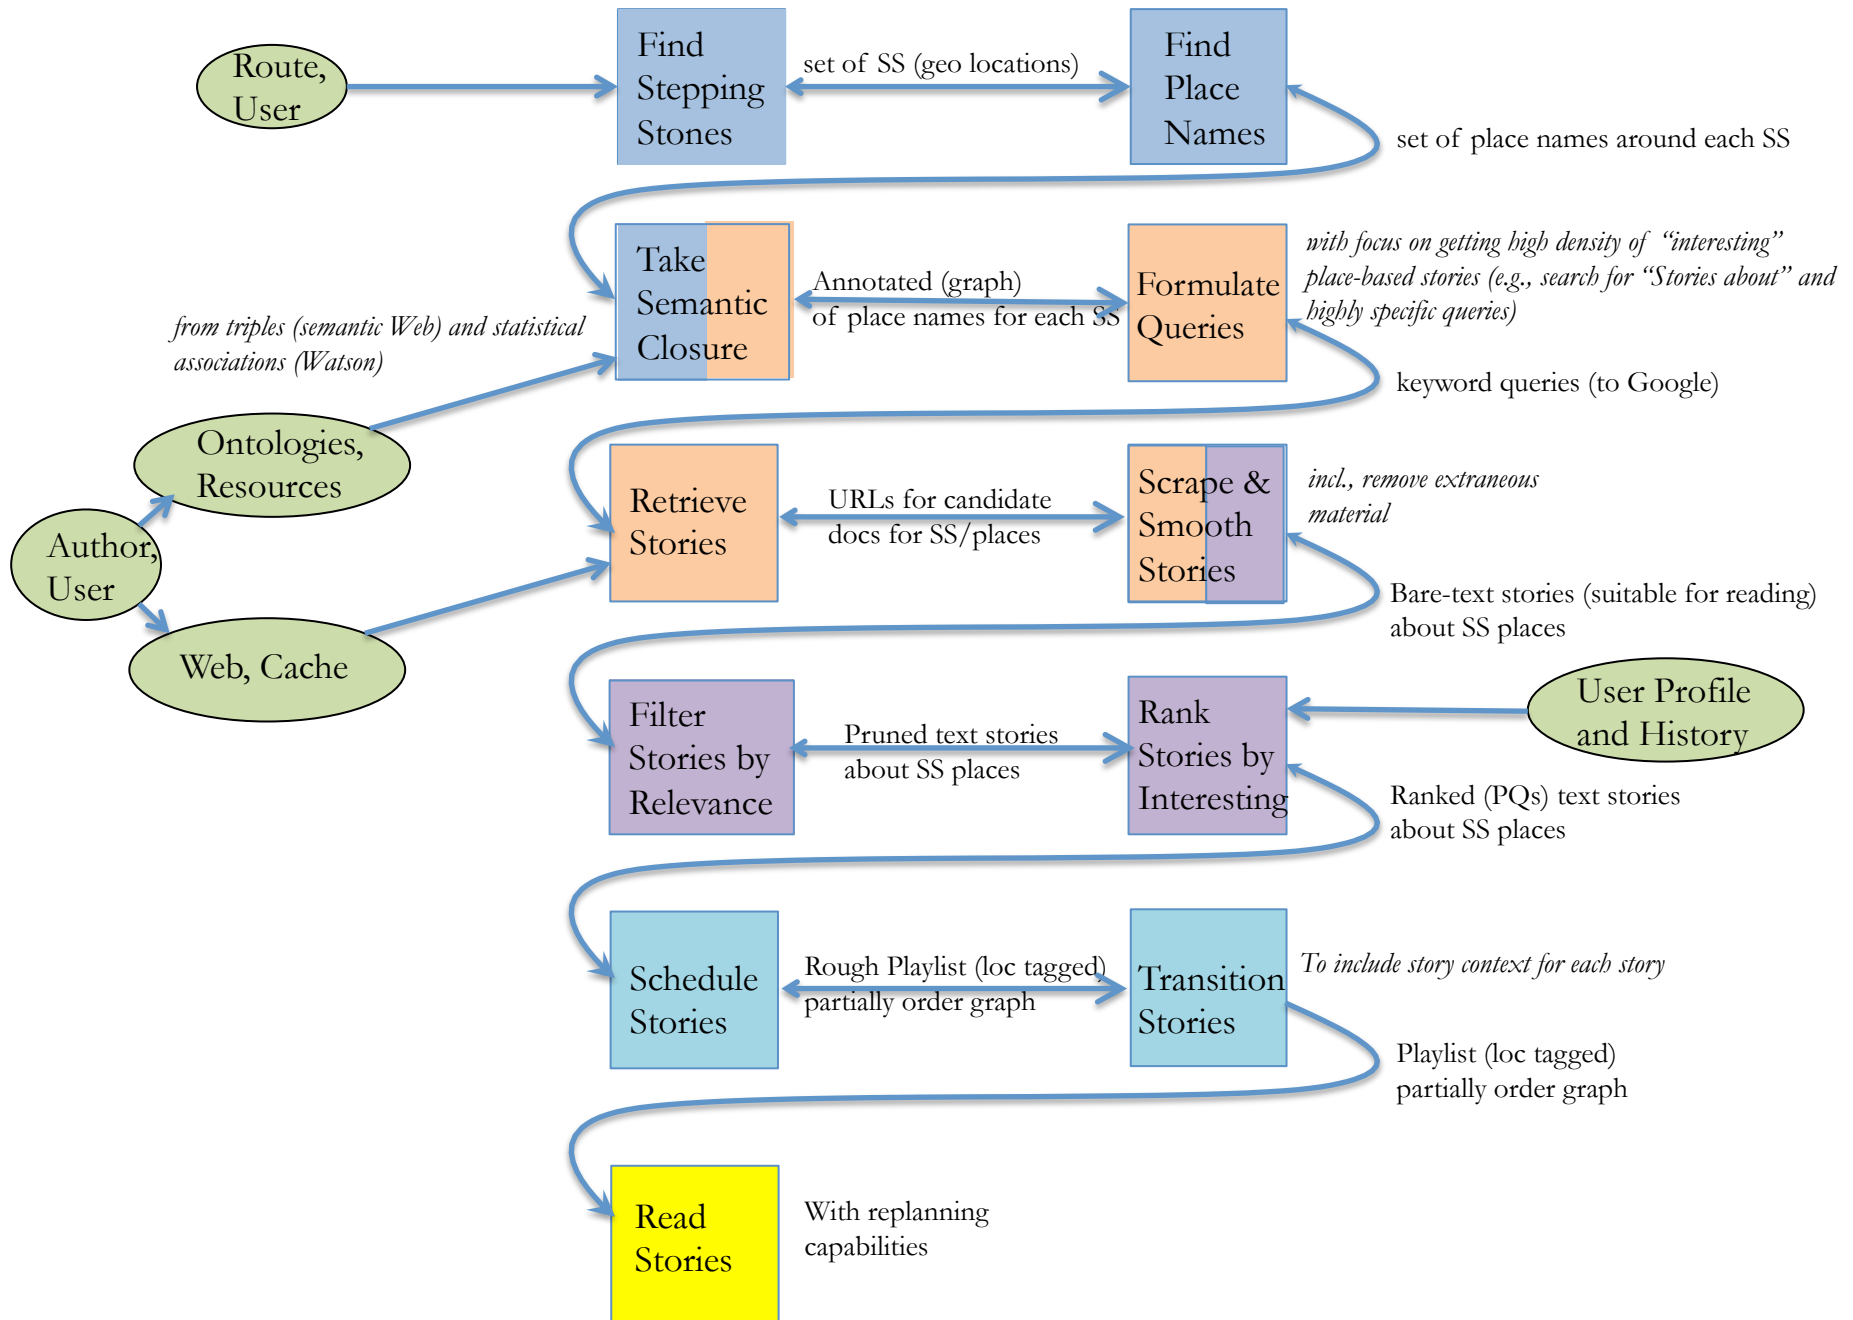 Route,
User
Find
Stepping
Stones
set of SS (geo locations)
Find
Place
Names
set of place names around each SS
Take
Semantic
Closure
Annotated (graph)
of place names for each SS
Formulate
Queries
with focus on getting high density of “interesting”
place-based stories (e.g., search for “Stories about” and
highly specific queries)
from triples (semantic Web) and statistical
associations (Watson)
keyword queries (to Google)
Ontologies,
Resources
Retrieve
Stories
URLs for candidate
docs for SS/places
Scrape &
Smooth
Stories
incl., remove extraneous
material
Author,
User
Bare-text stories (suitable for reading)
about SS places
Web, Cache
Filter
Stories by
Relevance
Pruned text stories
about SS places
Rank
Stories by
Interesting
User Profile
and History
Ranked (PQs) text stories
about SS places
Schedule
Stories
Rough Playlist (loc tagged)
partially order graph
Transition
Stories
To include story context for each story
Playlist (loc tagged)
partially order graph
Read
Stories
With replanning
capabilities